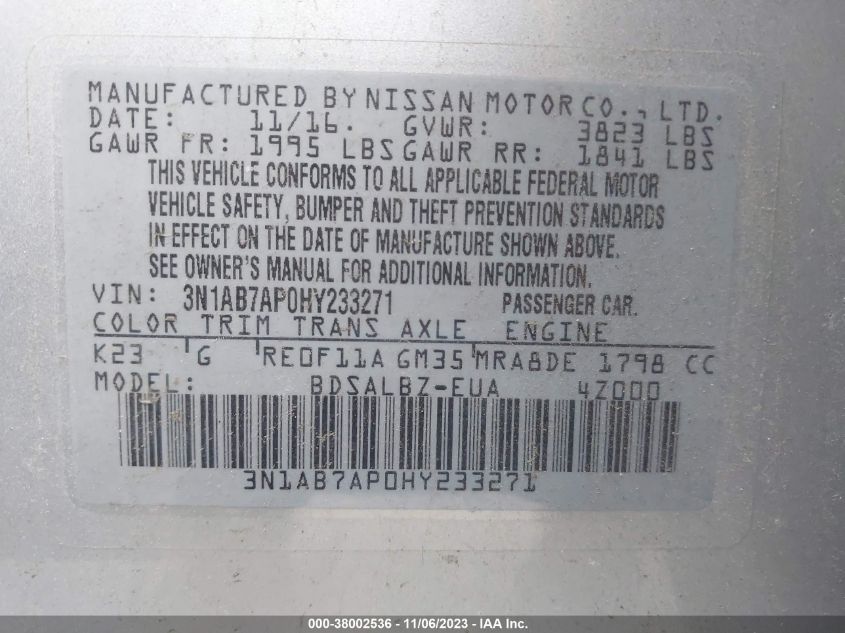 MANUFACTURED BY NISSAN MOTOR CO., LTD.
DATE: 11/16. GVWR: 3823 LBS
GAWR FR: 1995 LBS GAWR RR: 1841 LBS
THIS VEHICLE CONFORMS TO ALL APPLICABLE FEDERAL MOTOR
VEHICLE SAFETY, BUMPER AND THEFT PREVENTION STANDARDS
IN EFFECT ON THE DATE OF MANUFACTURE SHOWN ABOVE.
SEE OWNER'S MANUAL FOR ADDITIONAL INFORMATION.
VIN: 3N1AB7AP0HY233271 PASSENGER CAR.
COLOR TRIM TRANS AXLE ENGINE
K23 G RE0F11A GM35 MRA8DE 1798 CC
MODEL: BDSALBZ-EUA 4Z000
3N1AB7AP0HY233271
000-38002536 - 11/06/2023 - IAA Inc.